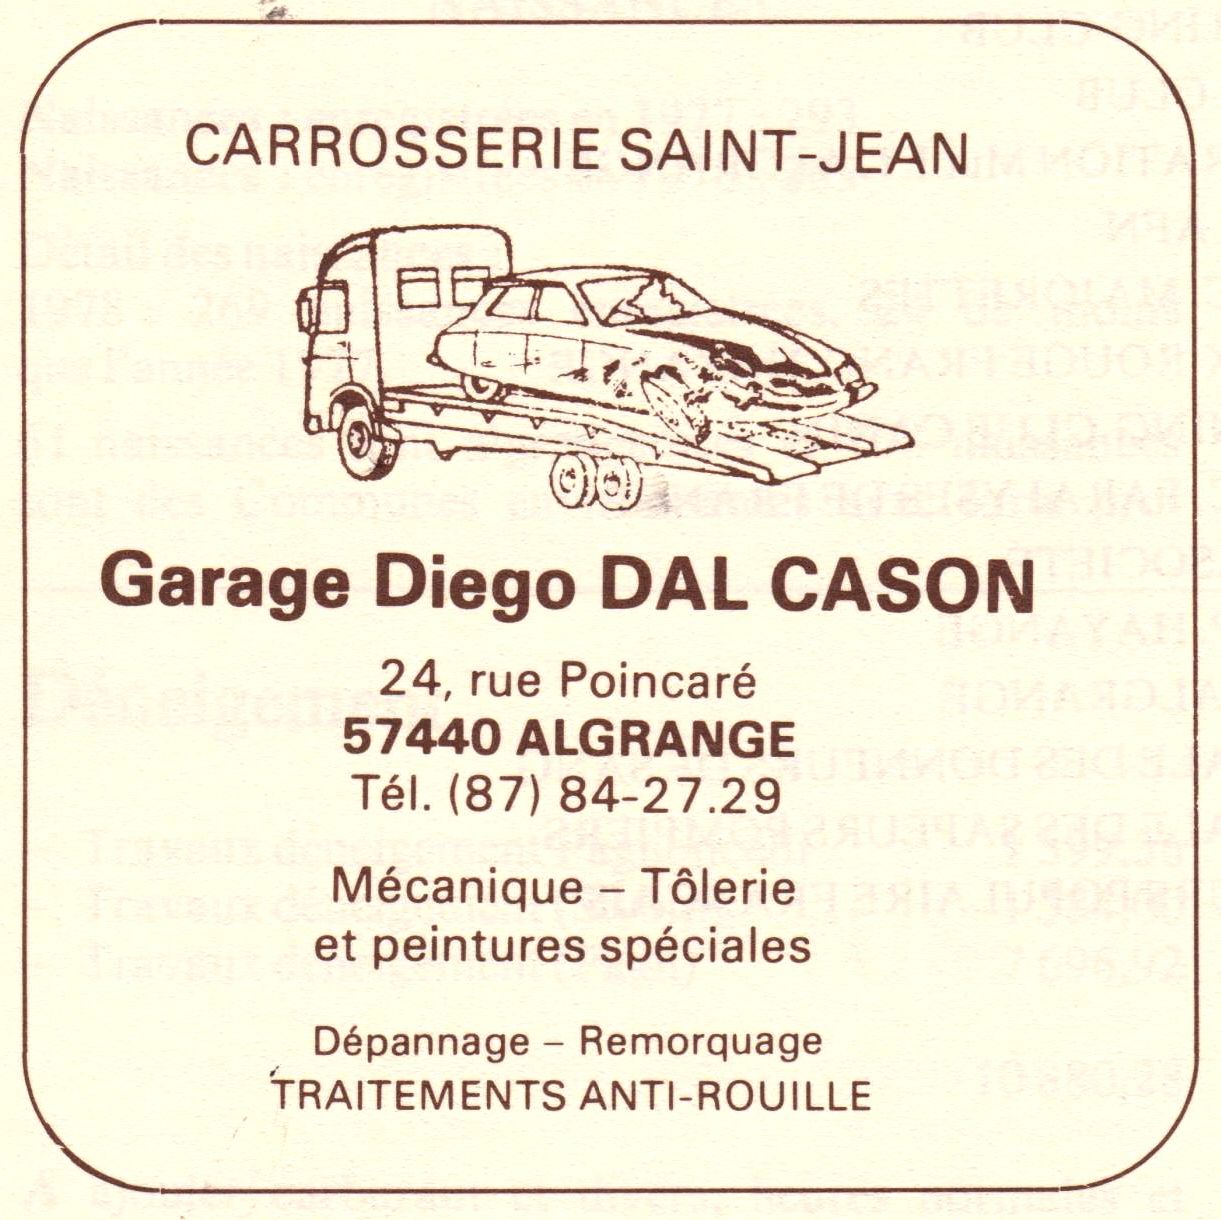 CARROSSERIE SAINT-JEAN
Garage Diego DAL CASON
24, rue Poincaré
57440 ALGRANGE
Tél. (87) 84-27.29
Mécanique – Tôlerie
et peintures spéciales
Dépannage – Remorquage
TRAITEMENTS ANTI-ROUILLE